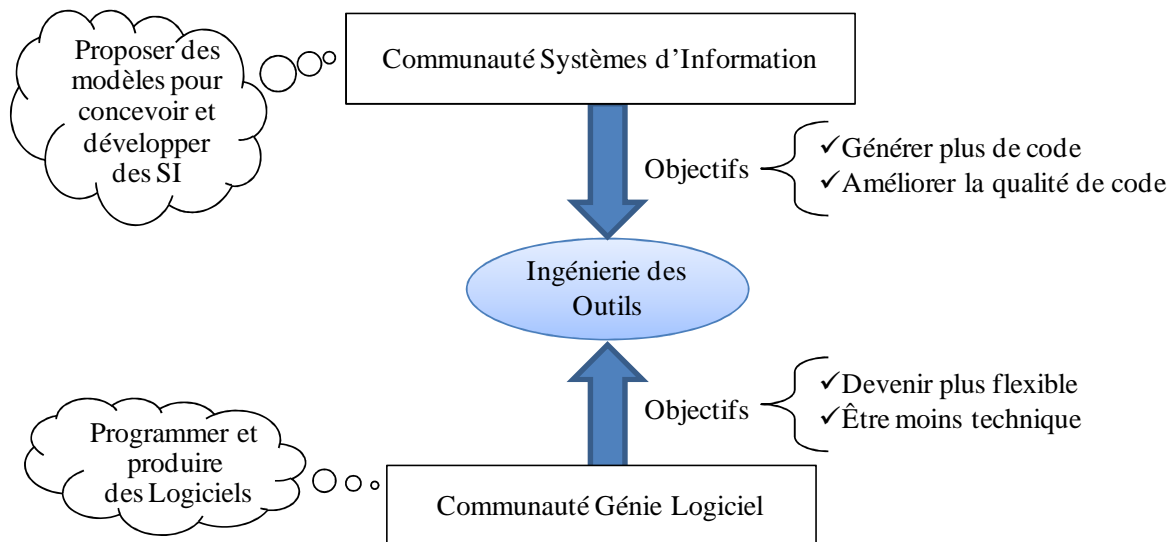 Proposer des
modèles pour
concevoir et
développer
des SI
Communauté Systèmes d'Information
Objectifs
✓Générer plus de code
✓Améliorer la qualité de code
Ingénierie des
Outils
Objectifs
✓Devenir plus flexible
✓Être moins technique
Programmer et
produire
des Logiciels
Communauté Génie Logiciel